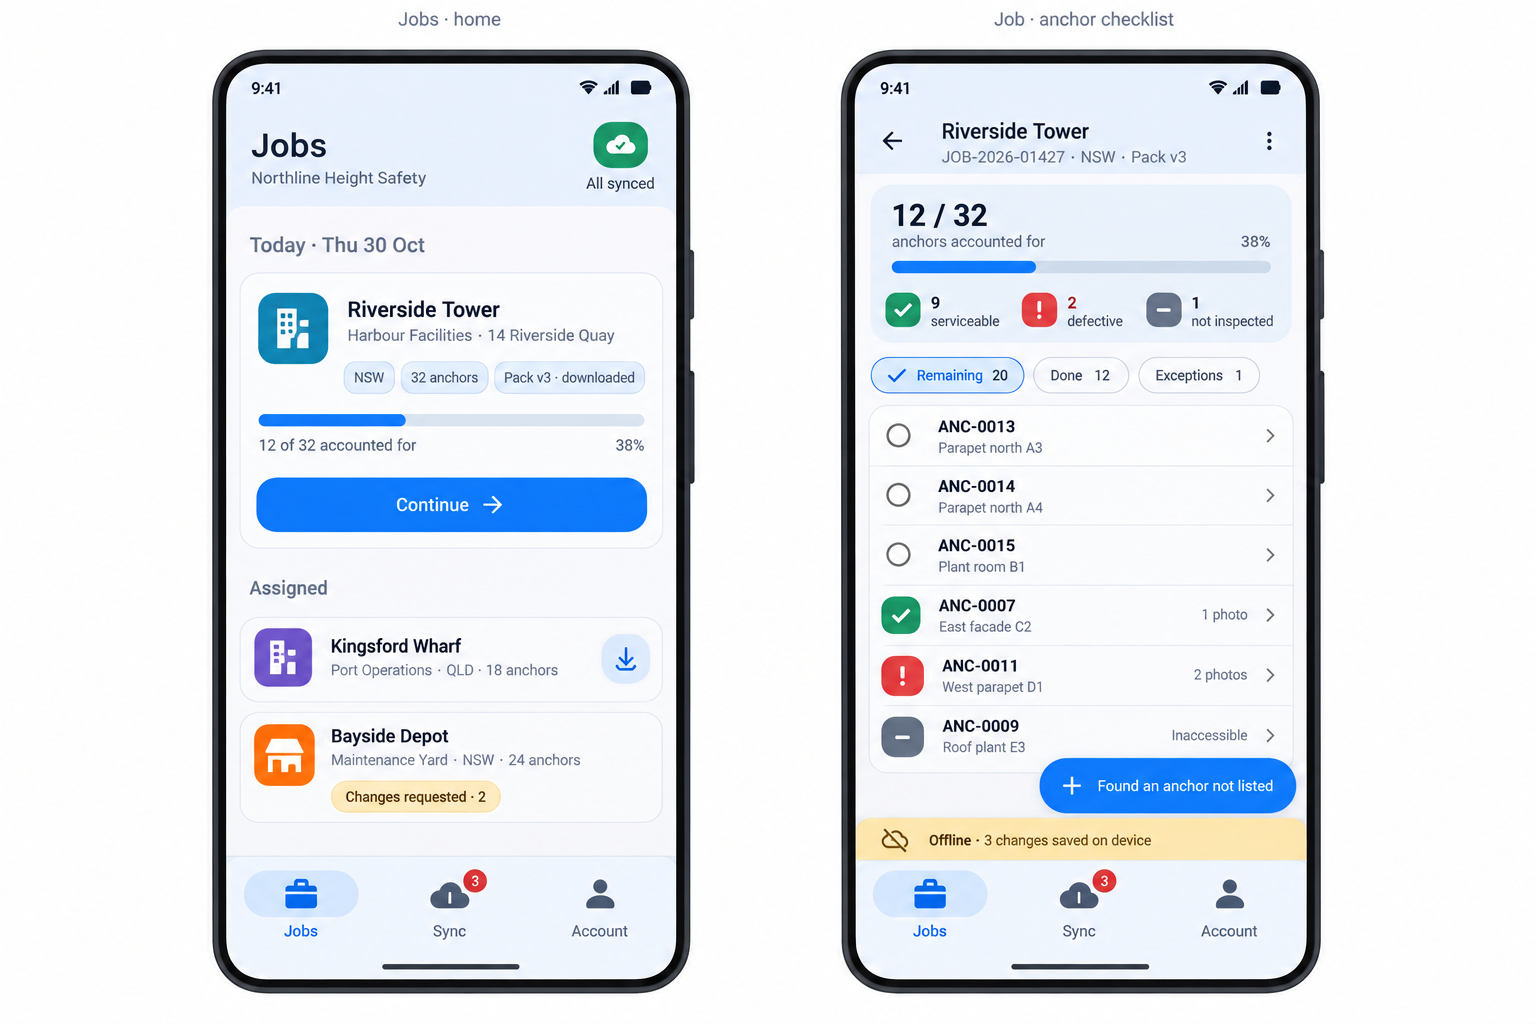 Jobs · home
9:41
Jobs
Northline Height Safety
All synced
Today · Thu 30 Oct
Riverside Tower
Harbour Facilities · 14 Riverside Quay
NSW
32 anchors
Pack v3 · downloaded
12 of 32 accounted for
38%
Continue
Assigned
Kingsford Wharf
Port Operations · QLD · 18 anchors
Bayside Depot
Maintenance Yard · NSW · 24 anchors
Changes requested · 2
Jobs
3
Sync
Account
Job · anchor checklist
9:41
Riverside Tower
JOB-2026-01427 · NSW · Pack v3
12 / 32
anchors accounted for
38%
9
serviceable
2
defective
1
not inspected
Remaining 20
Done 12
Exceptions 1
ANC-0013
Parapet north A3
ANC-0014
Parapet north A4
ANC-0015
Plant room B1
ANC-0007
East facade C2
1 photo
ANC-0011
West parapet D1
2 photos
ANC-0009
Roof plant E3
Inaccessible
Found an anchor not listed
Offline · 3 changes saved on device
Jobs
3
Sync
Account